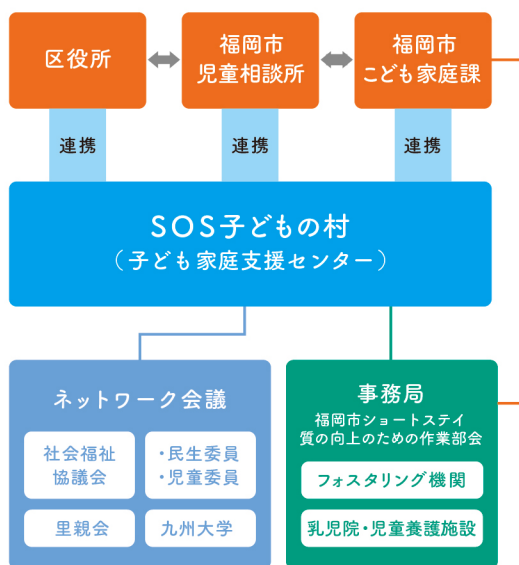 区役所
福岡市
児童相談所
福岡市
こども家庭課
連携
連携
連携
SOS子どもの村
（子ども家庭支援センター）
ネットワーク会議
社会福祉
協議会
・民生委員
・児童委員
里親会
九州大学
事務局
福岡市ショートステイ
質の向上のための作業部会
フォスタリング機関
乳児院・児童養護施設